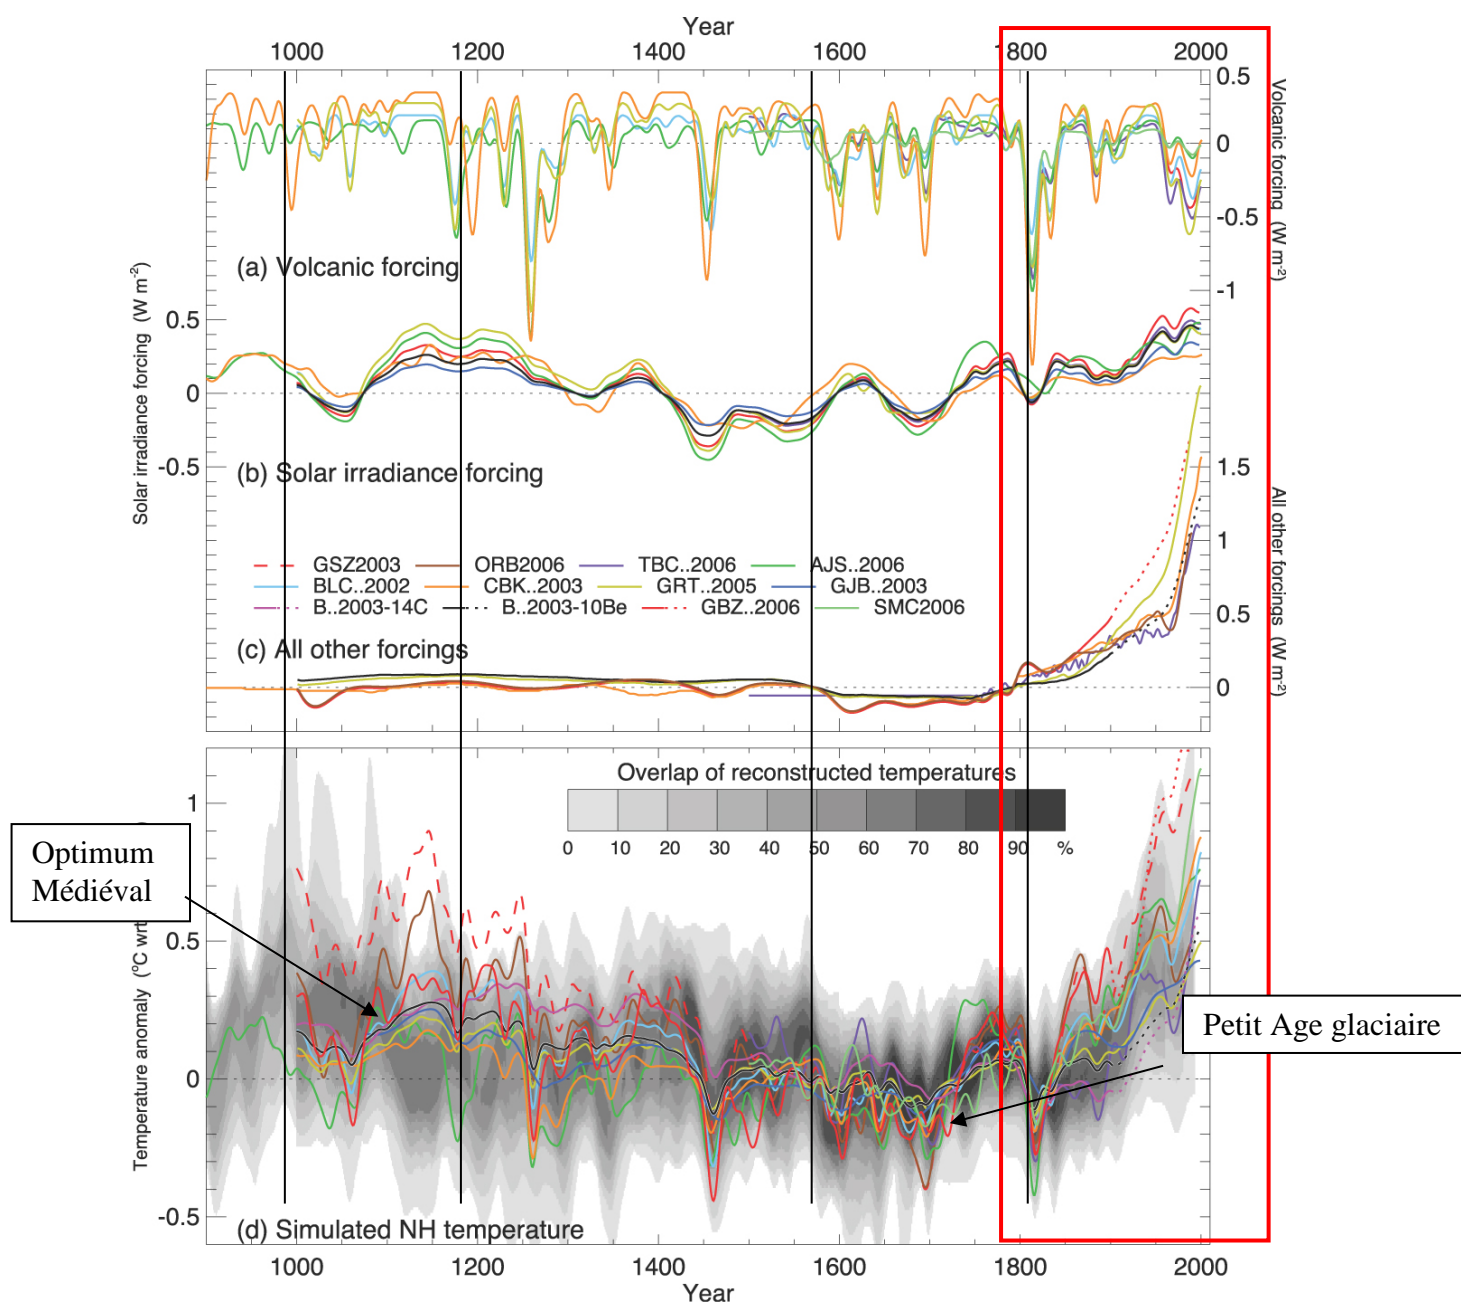 Year
1000 1200 1400 1600 1800 2000
0.5
0
-0.5
-1
Volcanic forcing (W m⁻²)
(a) Volcanic forcing
Solar irradiance forcing (W m⁻²)
0.5
0
-0.5
(b) Solar irradiance forcing
1.5
1
0.5
0
All other forcings (W m⁻²)
GSZ2003 ORB2006 TBC..2006 AJS..2006
BLC..2002 CBK..2003 GRT..2005 GJB..2003
B..2003-14C B..2003-10Be GBZ..2006 SMC2006
(c) All other forcings
Overlap of reconstructed temperatures
0 10 20 30 40 50 60 70 80 90 %
Optimum
Médiéval
Petit Age glaciaire
Temperature anomaly (°C wrt
1
0.5
0
-0.5
(d) Simulated NH temperature
1000 1200 1400 1600 1800 2000
Year